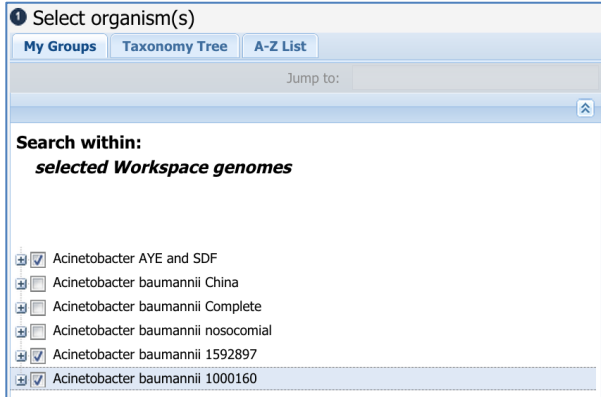 1 Select organism(s)
My Groups Taxonomy Tree A-Z List
Jump to:
Search within:
selected Workspace genomes
Acinetobacter AYE and SDF
Acinetobacter baumannii China
Acinetobacter baumannii Complete
Acinetobacter baumannii nosocomial
Acinetobacter baumannii 1592897
Acinetobacter baumannii 1000160